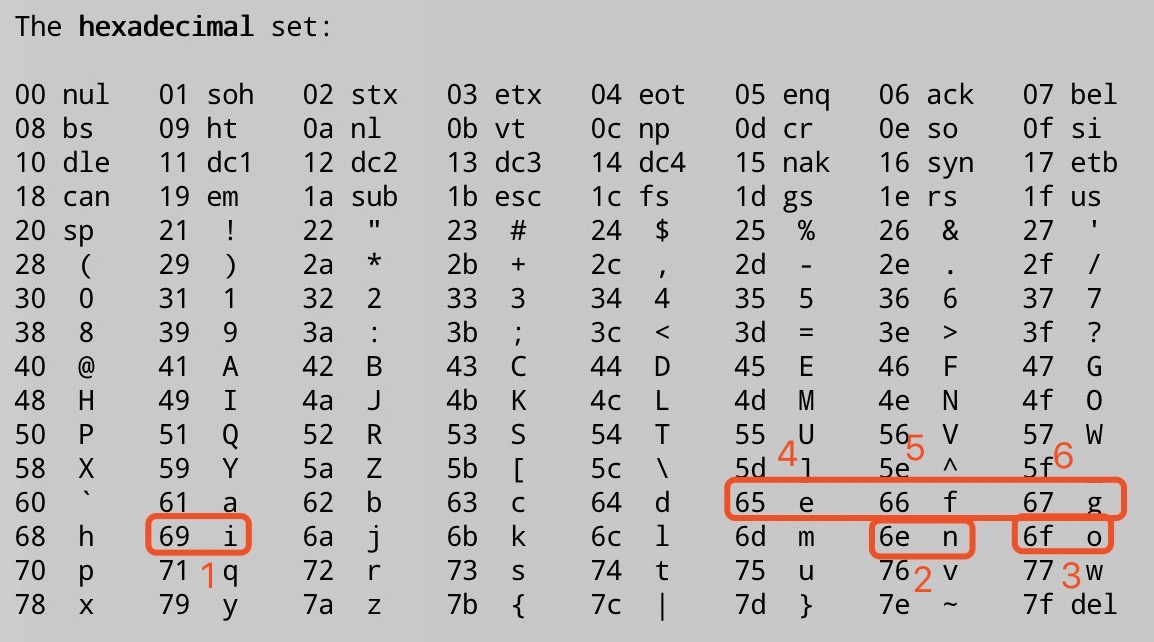 The hexadecimal set:
00 nul 01 soh 02 stx 03 etx 04 eot 05 enq 06 ack 07 bel
08 bs 09 ht 0a nl 0b vt 0c np 0d cr 0e so 0f si
10 dle 11 dc1 12 dc2 13 dc3 14 dc4 15 nak 16 syn 17 etb
18 can 19 em 1a sub 1b esc 1c fs 1d gs 1e rs 1f us
20 sp 21 ! 22 " 23 # 24 $ 25 % 26 & 27 '
28 ( 29 ) 2a * 2b + 2c , 2d - 2e . 2f /
30 0 31 1 32 2 33 3 34 4 35 5 36 6 37 7
38 8 39 9 3a : 3b ; 3c < 3d = 3e > 3f ?
40 @ 41 A 42 B 43 C 44 D 45 E 46 F 47 G
48 H 49 I 4a J 4b K 4c L 4d M 4e N 4f O
50 P 51 Q 52 R 53 S 54 T 55 U 56 V 57 W
4 5 6
58 X 59 Y 5a Z 5b [ 5c \ 5d ] 5e ^ 5f
60 ` 61 a 62 b 63 c 64 d 65 e 66 f 67 g
68 h 69 i 6a j 6b k 6c l 6d m 6e n 6f o
70 p 71 q 72 r 73 s 74 t 75 u 76 v 77 w
1 2 3
78 x 79 y 7a z 7b { 7c | 7d } 7e ~ 7f del